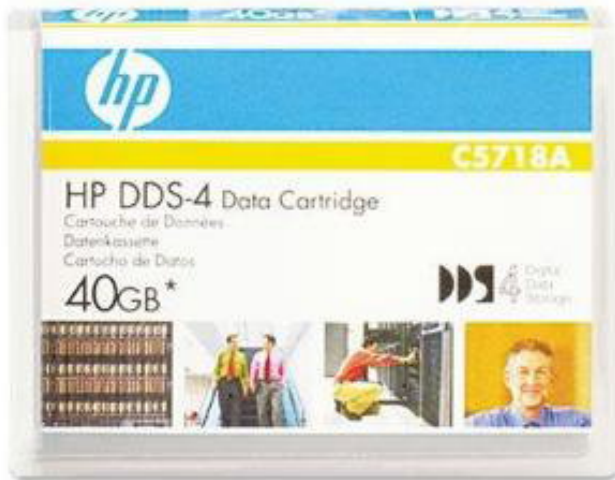 hp
C5718A
HP DDS-4 Data Cartridge
Cartouche de Données
Datenkassette
Cartucho de Datos
40GB*
DDS 4 Digital
Data
Storage